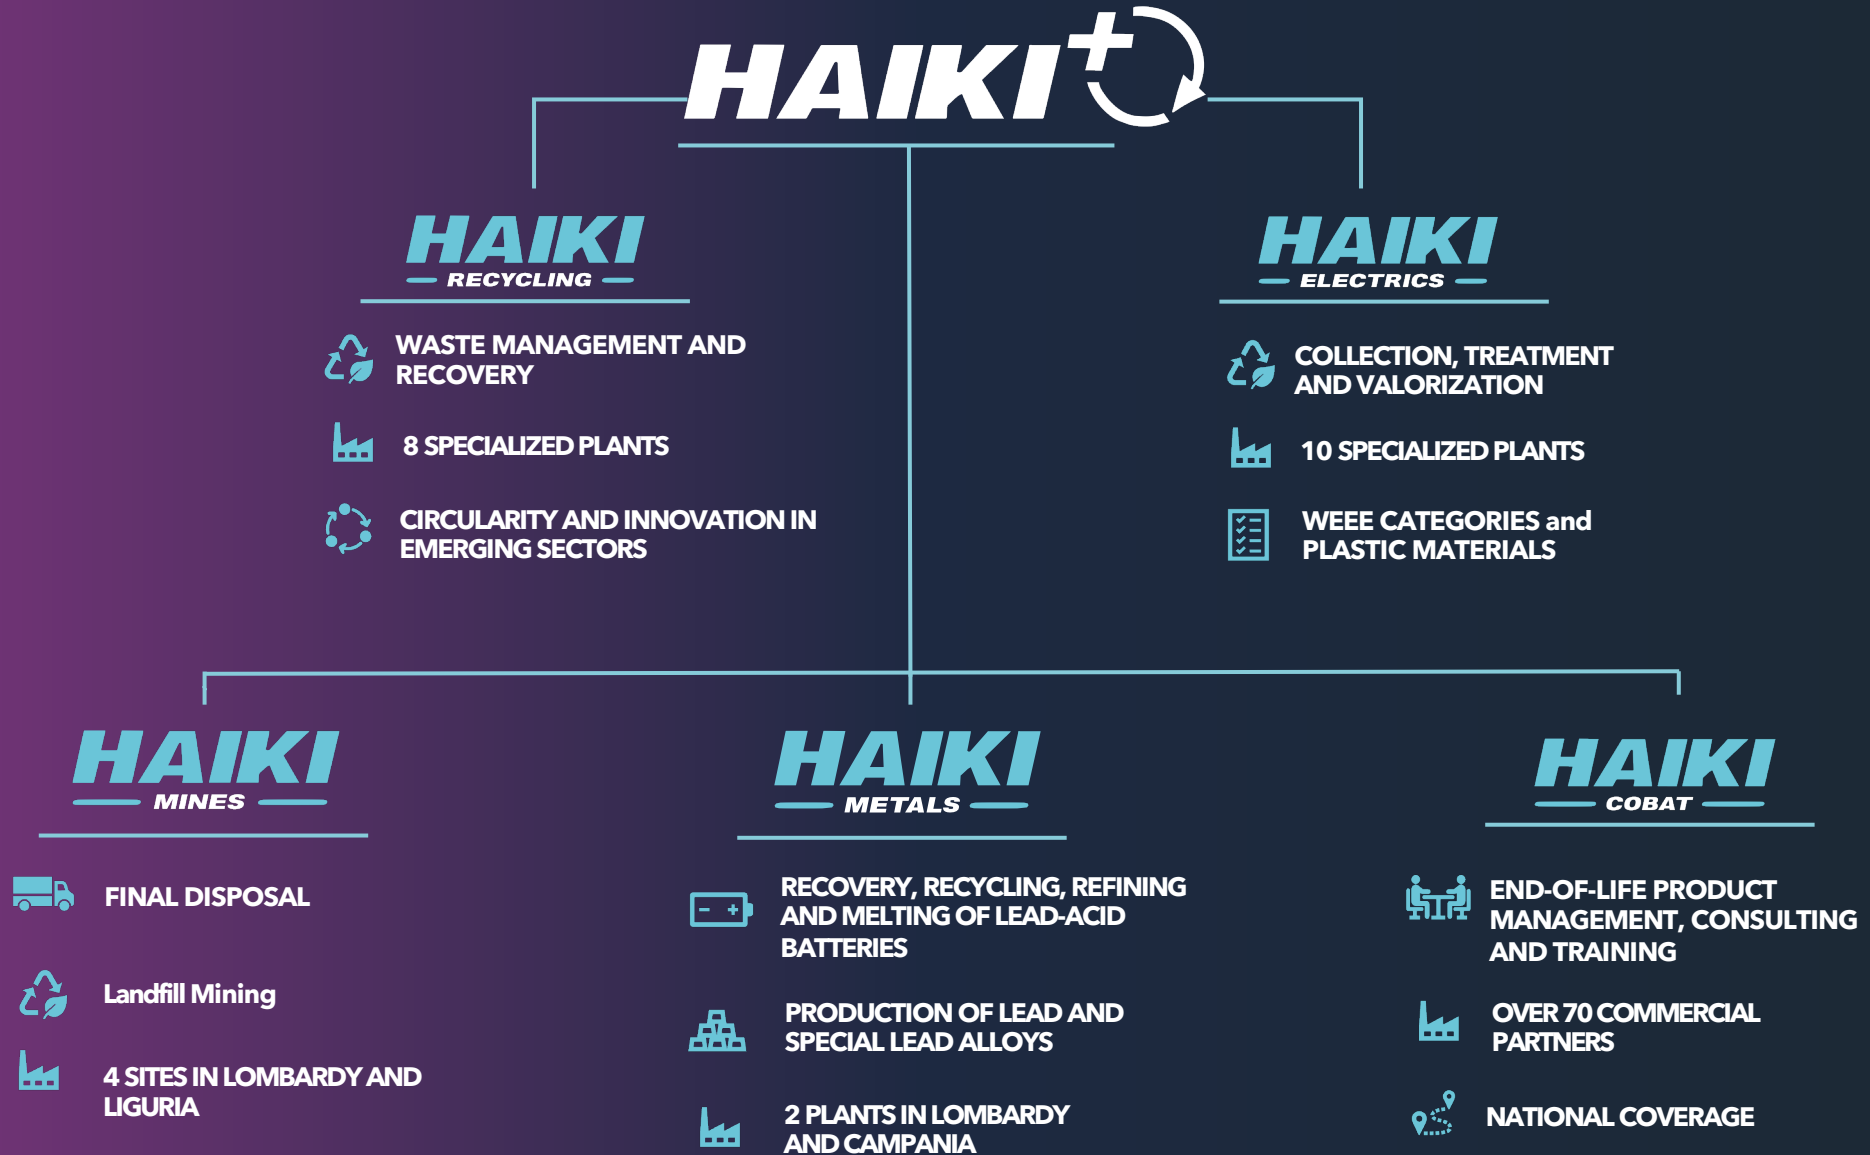 HAIKI+
HAIKI
RECYCLING
WASTE MANAGEMENT AND
RECOVERY
8 SPECIALIZED PLANTS
CIRCULARITY AND INNOVATION IN
EMERGING SECTORS
HAIKI
ELECTRICS
COLLECTION, TREATMENT
AND VALORIZATION
10 SPECIALIZED PLANTS
WEEE CATEGORIES and
PLASTIC MATERIALS
HAIKI
MINES
FINAL DISPOSAL
Landfill Mining
4 SITES IN LOMBARDY AND
LIGURIA
HAIKI
METALS
RECOVERY, RECYCLING, REFINING
AND MELTING OF LEAD-ACID
BATTERIES
PRODUCTION OF LEAD AND
SPECIAL LEAD ALLOYS
2 PLANTS IN LOMBARDY
AND CAMPANIA
HAIKI
COBAT
END-OF-LIFE PRODUCT
MANAGEMENT, CONSULTING
AND TRAINING
OVER 70 COMMERCIAL
PARTNERS
NATIONAL COVERAGE